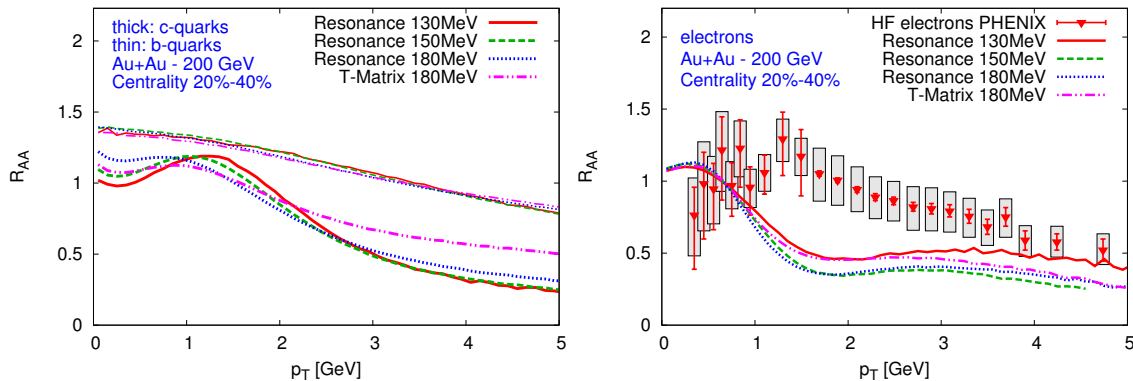 thick: c-quarks
thin: b-quarks
Au+Au - 200 GeV
Centrality 20%-40%
Resonance 130MeV
Resonance 150MeV
Resonance 180MeV
T-Matrix 180MeV
R_AA
2
1.5
1
0.5
0
0 1 2 3 4 5
p_T [GeV]
electrons
Au+Au - 200 GeV
Centrality 20%-40%
HF electrons PHENIX
Resonance 130MeV
Resonance 150MeV
Resonance 180MeV
T-Matrix 180MeV
R_AA
2
1.5
1
0.5
0
0 1 2 3 4 5
p_T [GeV]